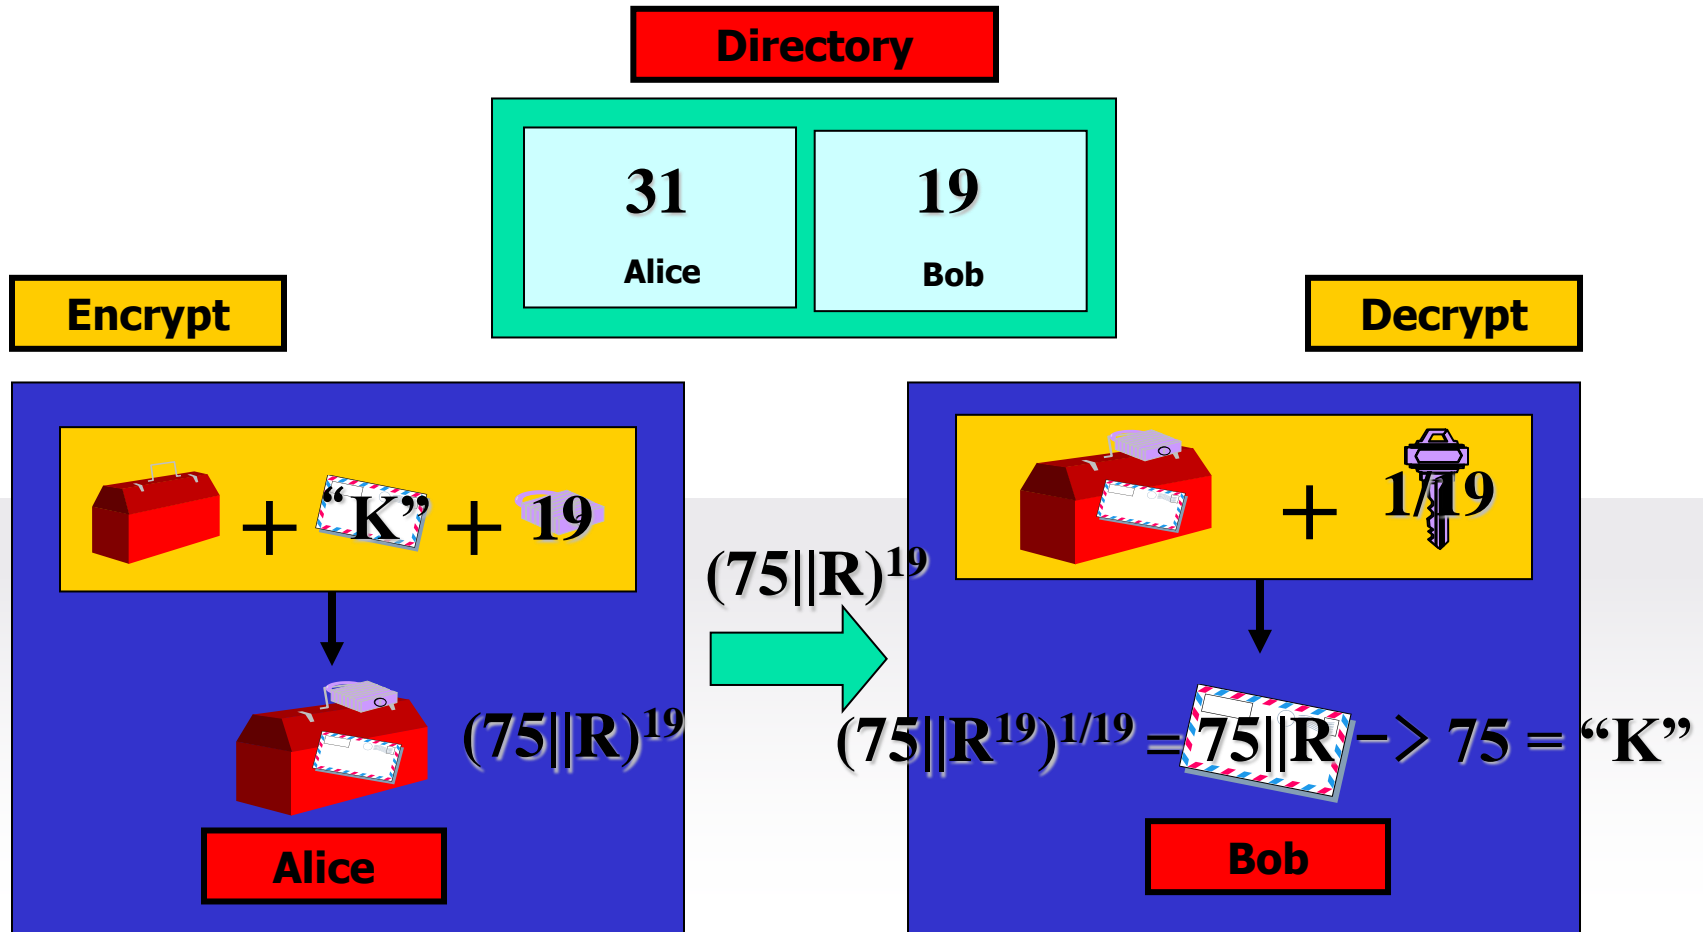 Directory
31
Alice
19
Bob
Encrypt
Decrypt
+ “K” + 19
+ 1/19
(75||R)¹⁹
(75||R)¹⁹
(75||R¹⁹)¹/¹⁹ = 75||R −> 75 = “K”
Alice
Bob